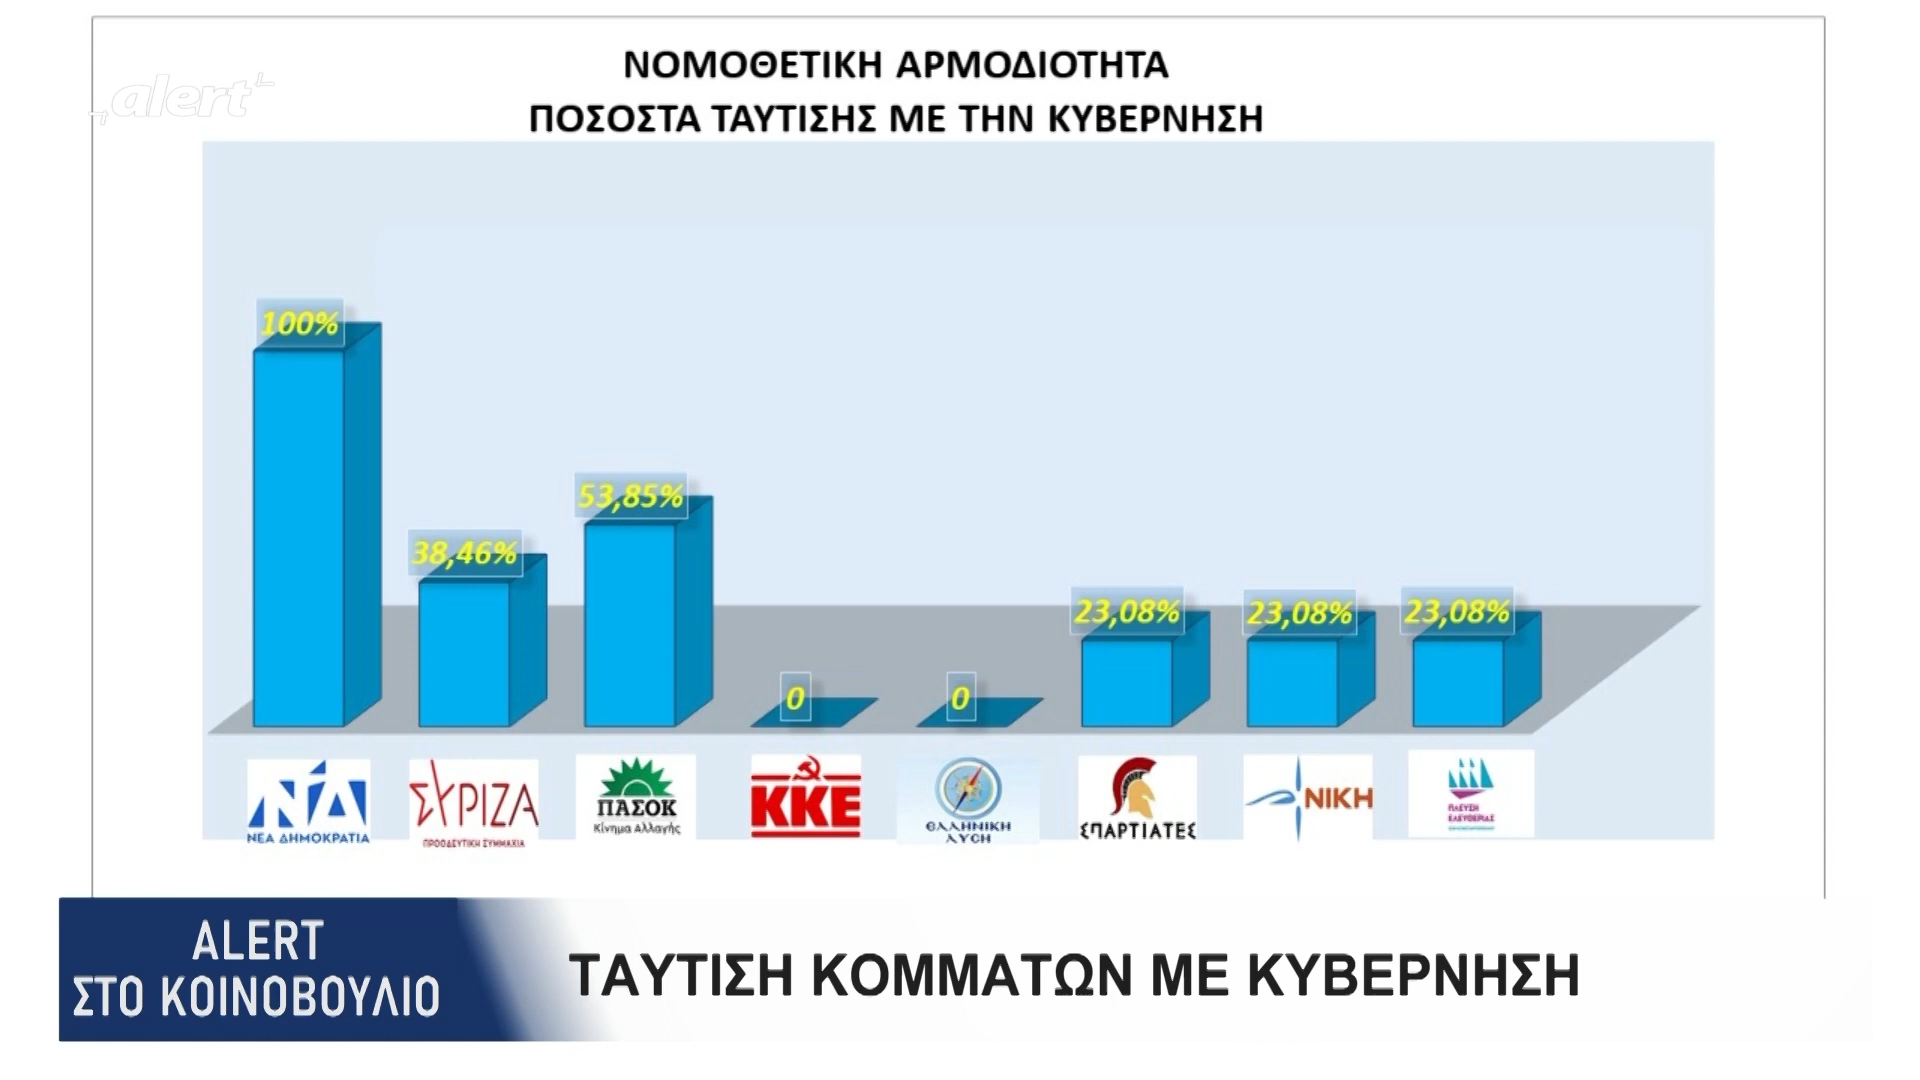 alert
ΝΟΜΟΘΕΤΙΚΗ ΑΡΜΟΔΙΟΤΗΤΑ
ΠΟΣΟΣΤΑ ΤΑΥΤΙΣΗΣ ΜΕ ΤΗΝ ΚΥΒΕΡΝΗΣΗ
100%
38,46%
53,85%
0
0
23,08%
23,08%
23,08%
ΝΔ
ΝΕΑ ΔΗΜΟΚΡΑΤΙΑ
ΣΥΡΙΖΑ
ΠΡΟΟΔΕΥΤΙΚΗ ΣΥΜΜΑΧΙΑ
ΠΑΣΟΚ
Κίνημα Αλλαγής
ΚΚΕ
ΕΛΛΗΝΙΚΗ
ΛΥΣΗ
ΣΠΑΡΤΙΑΤΕΣ
ΝΙΚΗ
ΠΛΕΥΣΗ
ΕΛΕΥΘΕΡΙΑΣ
ALERT
ΣΤΟ ΚΟΙΝΟΒΟΥΛΙΟ
ΤΑΥΤΙΣΗ ΚΟΜΜΑΤΩΝ ΜΕ ΚΥΒΕΡΝΗΣΗ